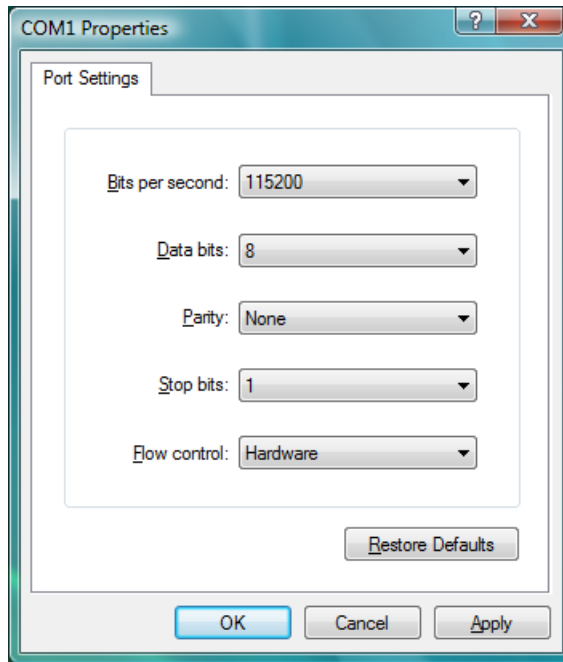 COM1 Properties
Port Settings
Bits per second: 115200
Data bits: 8
Parity: None
Stop bits: 1
Flow control: Hardware
Restore Defaults
OK Cancel Apply